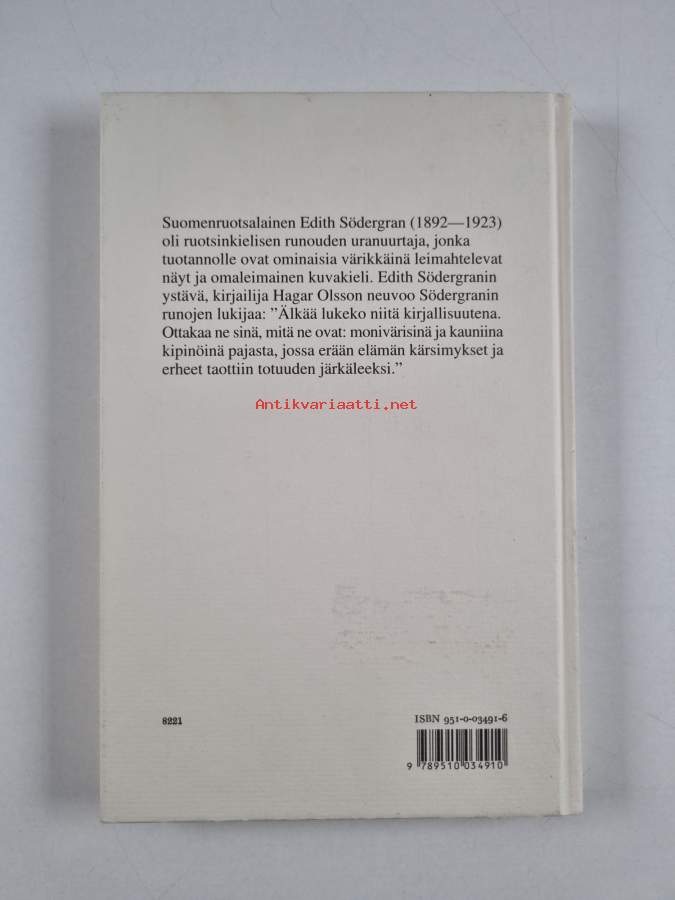 Suomenruotsalainen Edith Södergran (1892—1923)
oli ruotsinkielisen runouden uranuurtaja, jonka
tuotannolle ovat ominaisia värikkäinä leimahtelevat
näyt ja omaleimainen kuvakieli. Edith Södergranin
ystävä, kirjailija Hagar Olsson neuvoo Södergranin
runojen lukijaa: ”Älkää lukeko niitä kirjallisuutena.
Ottakaa ne sinä, mitä ne ovat: monivärisinä ja kauniina
kipinöinä pajasta, jossa erään elämän kärsimykset ja
erheet taottiin totuuden järkäleeksi.”
Antikvariaatti.net
8221
ISBN 951-0-03491-6
9 789510 034910